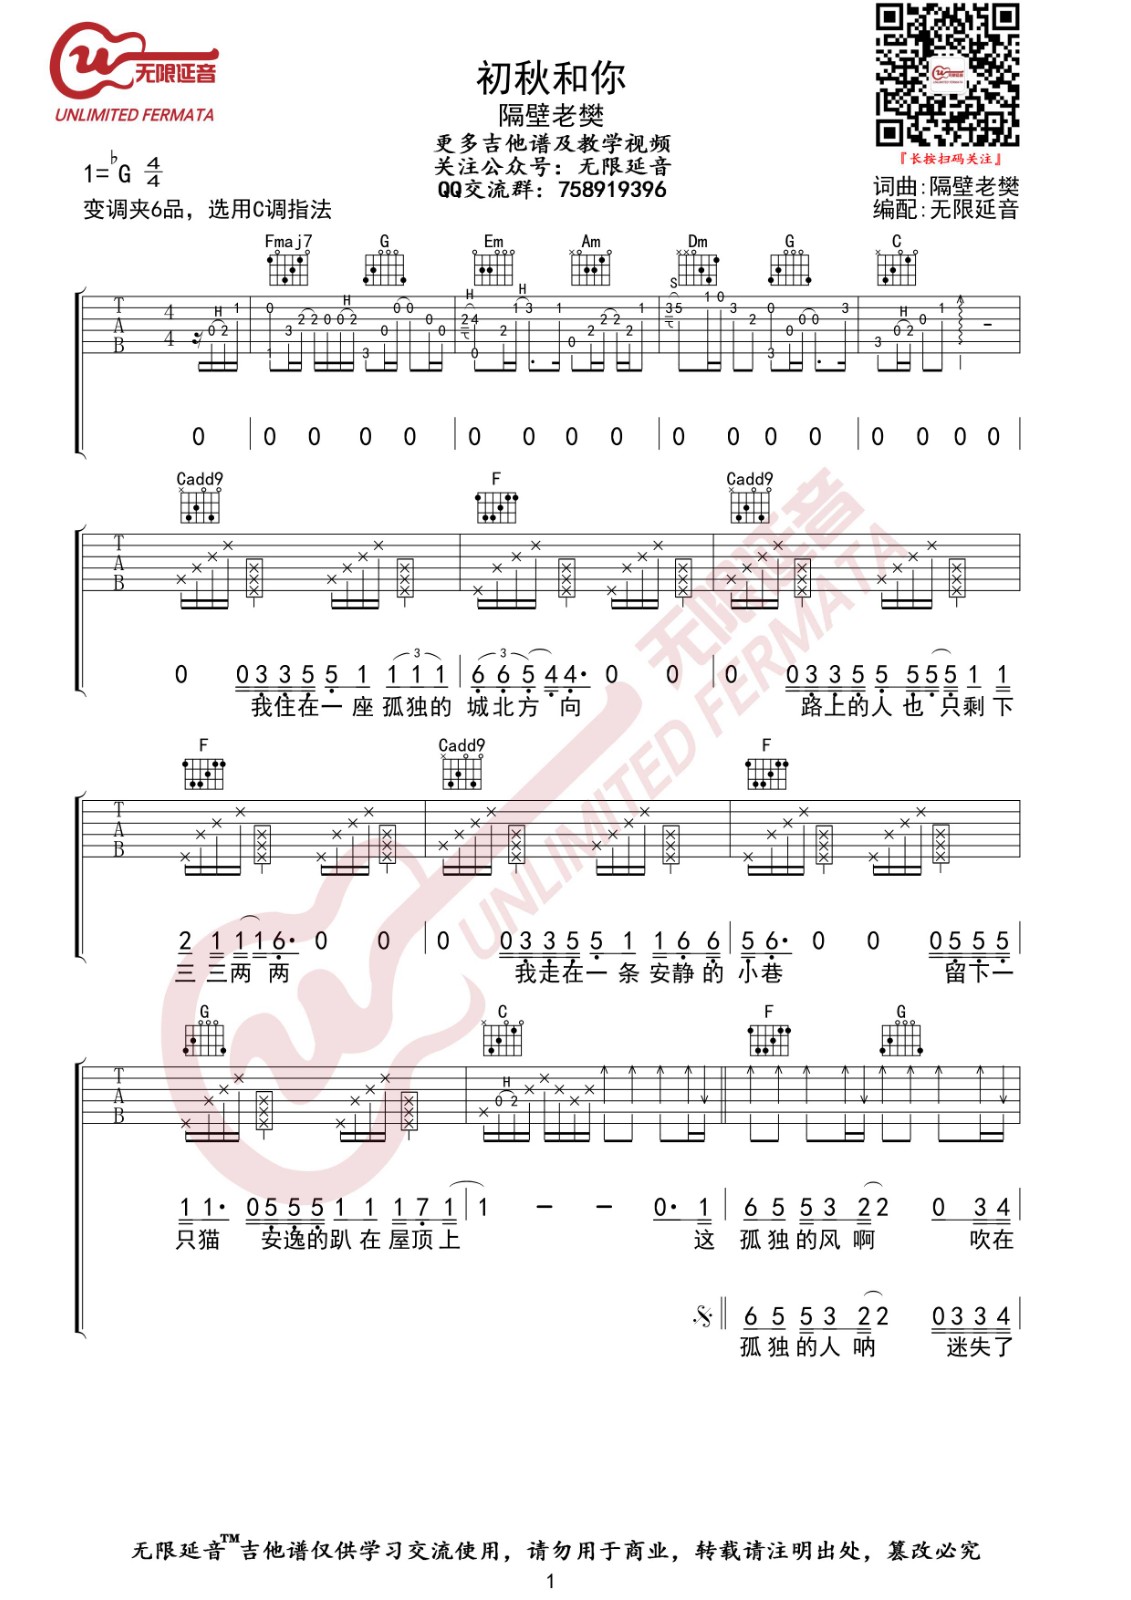 无限延音
UNLIMITED FERMATA
初秋和你
隔壁老樊
更多吉他谱及教学视频
关注公众号：无限延音
QQ交流群：758919396
『长按扫码关注』
1=♭G 4/4
变调夹6品，选用C调指法
词曲:隔壁老樊
编配:无限延音
Fmaj7 G Em Am Dm G C
T A B 4 4
H H H H S H
0 0 0 0 0 0 0 0 0 0 0 0 0 0 0 0 0
Cadd9 F Cadd9
T A B
0 0 3 3 5 5 1 1 1 1 6 6 5 4 4· 0 0 0 0 3 3 5 5 5 5 5 1 1
我住在一座孤独的 城北方 向 路上的人也 只剩下
F Cadd9 F
T A B
2 1 1 1 6· 0 0 0 0 3 3 5 5 1 1 6 6 5 6· 0 0 0 5 5 5
三三两 两 我走在一条安静的 小巷 留下一
G C F G
T A B
H 0 2
1 1· 0 5 5 5 1 1 1 7 1 1 - - 0· 1 6 5 5 3 2 2 0 3 4
只猫 安逸的趴在屋顶上 这 孤独的风啊 吹在
6 5 5 3 2 2 0 3 3 4
孤独的人呐 迷失了
无限延音
UNLIMITED FERMATA
无限延音™吉他谱仅供学习交流使用，请勿用于商业，转载请注明出处，篡改必究
1